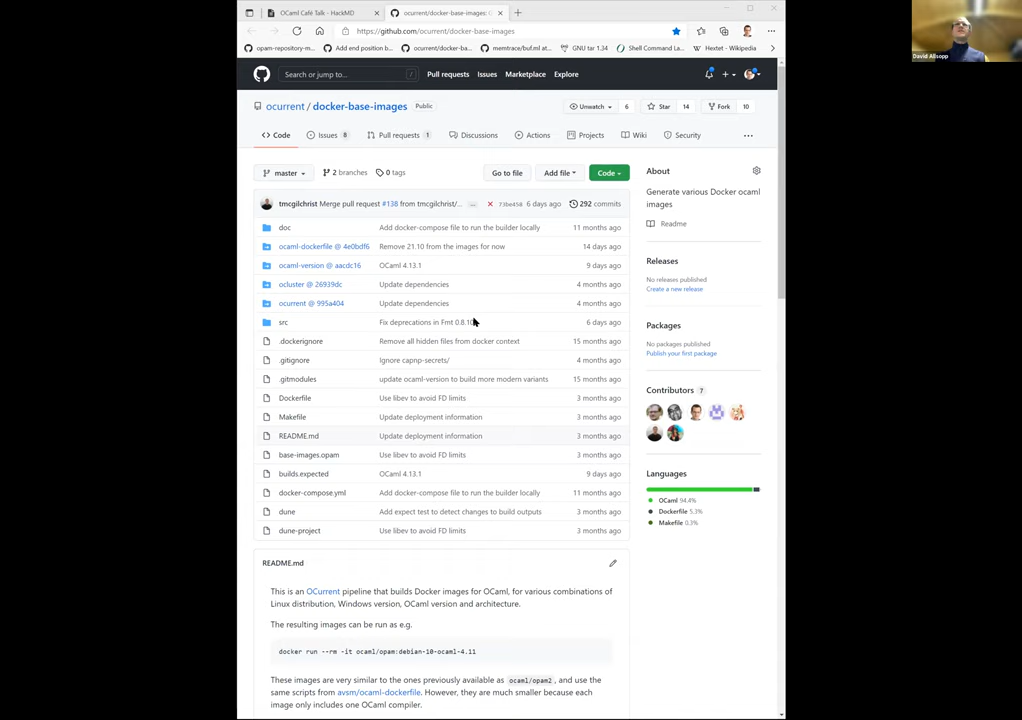 OCaml Café Talk - HackMD
ocurrent/docker-base-images: G
https://github.com/ocurrent/docker-base-images
opam-repository-m...
Add end position b...
ocurrent/docker-ba...
memtrace/buf.ml at...
GNU tar 1.34
Shell Command La...
Hextet - Wikipedia
Search or jump to...
/
Pull requests
Issues
Marketplace
Explore
ocurrent / docker-base-images
Public
Unwatch
6
Star
14
Fork
10
Code
Issues 8
Pull requests 1
Discussions
Actions
Projects
Wiki
Security
master
2 branches
0 tags
Go to file
Add file
Code
tmcgilchrist Merge pull request #138 from tmcgilchrist/...
73be458 6 days ago
292 commits
doc Add docker-compose file to run the builder locally 11 months ago
ocaml-dockerfile @ 4e0bdf6 Remove 21.10 from the images for now 14 days ago
ocaml-version @ aacdc16 OCaml 4.13.1 9 days ago
ocluster @ 26939dc Update dependencies 4 months ago
ocurrent @ 995a404 Update dependencies 4 months ago
src Fix deprecations in Fmt 0.8.10 6 days ago
.dockerignore Remove all hidden files from docker context 15 months ago
.gitignore Ignore capnp-secrets/ 4 months ago
.gitmodules update ocaml-version to build more modern variants 15 months ago
Dockerfile Use libev to avoid FD limits 3 months ago
Makefile Update deployment information 3 months ago
README.md Update deployment information 3 months ago
base-images.opam Use libev to avoid FD limits 3 months ago
builds.expected OCaml 4.13.1 9 days ago
docker-compose.yml Add docker-compose file to run the builder locally 11 months ago
dune Add expect test to detect changes to build outputs 3 months ago
dune-project Use libev to avoid FD limits 3 months ago
README.md
This is an OCurrent pipeline that builds Docker images for OCaml, for various combinations of
Linux distribution, Windows version, OCaml version and architecture.
The resulting images can be run as e.g.
docker run --rm -it ocaml/opam:debian-10-ocaml-4.11
These images are very similar to the ones previously available as ocaml/opam2, and use the
same scripts from avsm/ocaml-dockerfile. However, they are much smaller because each
image only includes one OCaml compiler.
About
Generate various Docker ocaml
images
Readme
Releases
No releases published
Create a new release
Packages
No packages published
Publish your first package
Contributors 7
Languages
OCaml 94.4%
Dockerfile 5.3%
Makefile 0.3%
David Allsopp